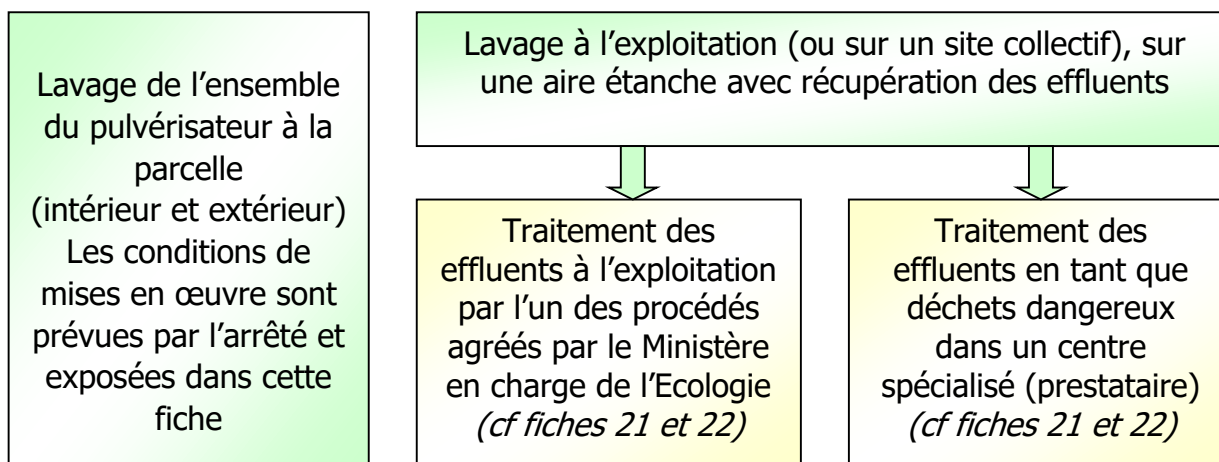 Lavage de l’ensemble
du pulvérisateur à la
parcelle
(intérieur et extérieur)
Les conditions de
mises en œuvre sont
prévues par l’arrêté et
exposées dans cette
fiche
Lavage à l’exploitation (ou sur un site collectif), sur
une aire étanche avec récupération des effluents
Traitement des
effluents à l’exploitation
par l’un des procédés
agréés par le Ministère
en charge de l’Ecologie
(cf fiches 21 et 22)
Traitement des
effluents en tant que
déchets dangereux
dans un centre
spécialisé (prestataire)
(cf fiches 21 et 22)